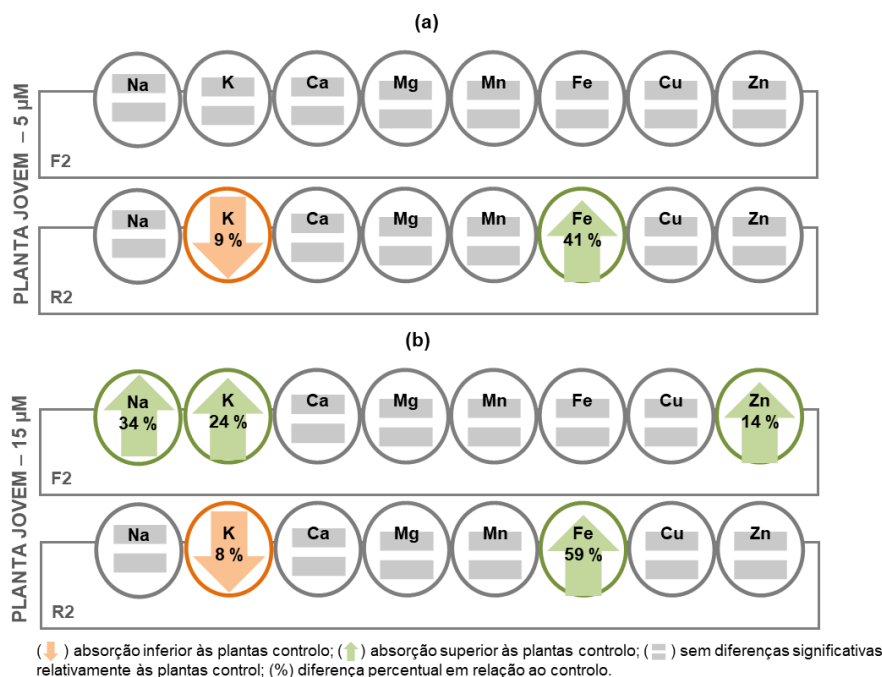 (a)
PLANTA JOVEM – 5 µM
Na K Ca Mg Mn Fe Cu Zn
F2
Na K Ca Mg Mn Fe Cu Zn
9 % 41 %
R2
(b)
PLANTA JOVEM – 15 µM
Na K Ca Mg Mn Fe Cu Zn
34 % 24 % 14 %
F2
Na K Ca Mg Mn Fe Cu Zn
8 % 59 %
R2
( ) absorção inferior às plantas controlo; ( ) absorção superior às plantas controlo; ( ) sem diferenças significativas
relativamente às plantas control; (%) diferença percentual em relação ao controlo.